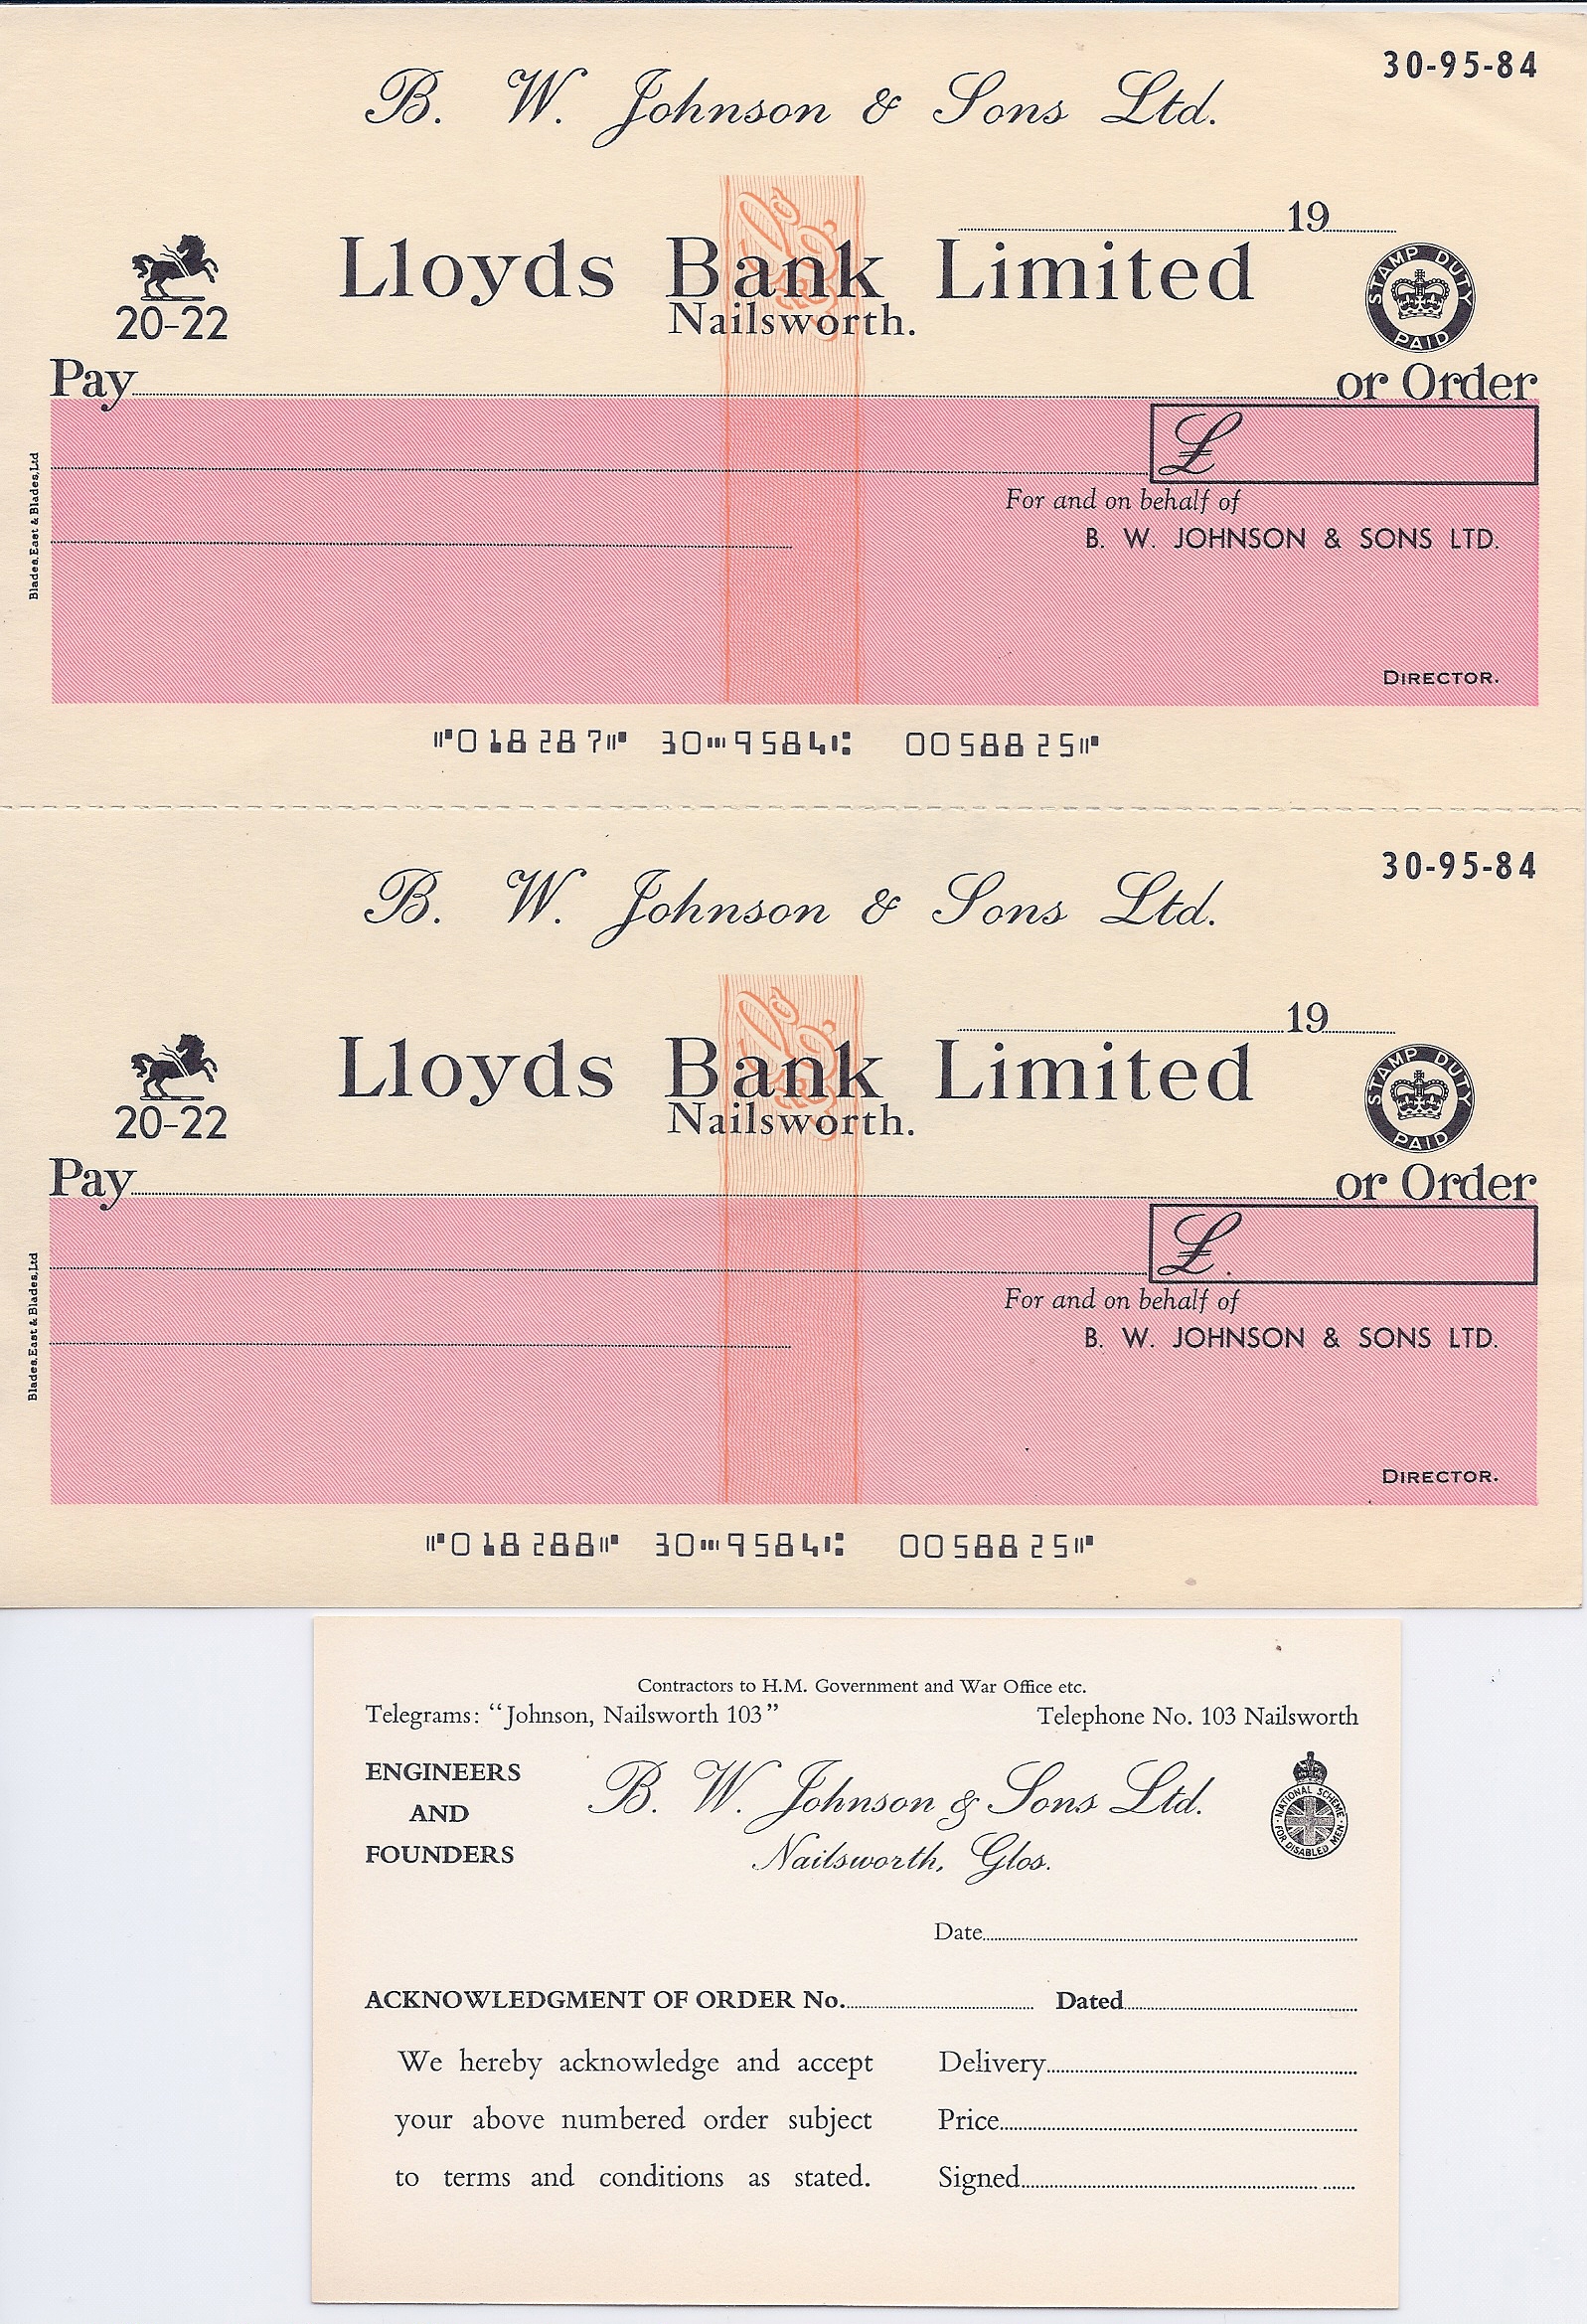 30-95-84
B. W. Johnson & Sons Ltd.
19
Lloyds Bank Limited
Nailsworth.
20-22
STAMP DUTY PAID
Pay or Order
£
For and on behalf of
B. W. JOHNSON & SONS LTD.
DIRECTOR.
Blades, East & Blades, Ltd
⑈018287⑈ 30⑉9584⑆ 0058825⑈
30-95-84
B. W. Johnson & Sons Ltd.
19
Lloyds Bank Limited
Nailsworth.
20-22
STAMP DUTY PAID
Pay or Order
£
For and on behalf of
B. W. JOHNSON & SONS LTD.
DIRECTOR.
Blades, East & Blades, Ltd
⑈018288⑈ 30⑉9584⑆ 0058825⑈
Contractors to H.M. Government and War Office etc.
Telegrams: “Johnson, Nailsworth 103” Telephone No. 103 Nailsworth
ENGINEERS
AND
FOUNDERS
B. W. Johnson & Sons Ltd.
Nailsworth, Glos.
NATIONAL SCHEME FOR DISABLED MEN
Date
ACKNOWLEDGMENT OF ORDER No. Dated
We hereby acknowledge and accept
your above numbered order subject
to terms and conditions as stated.
Delivery
Price
Signed